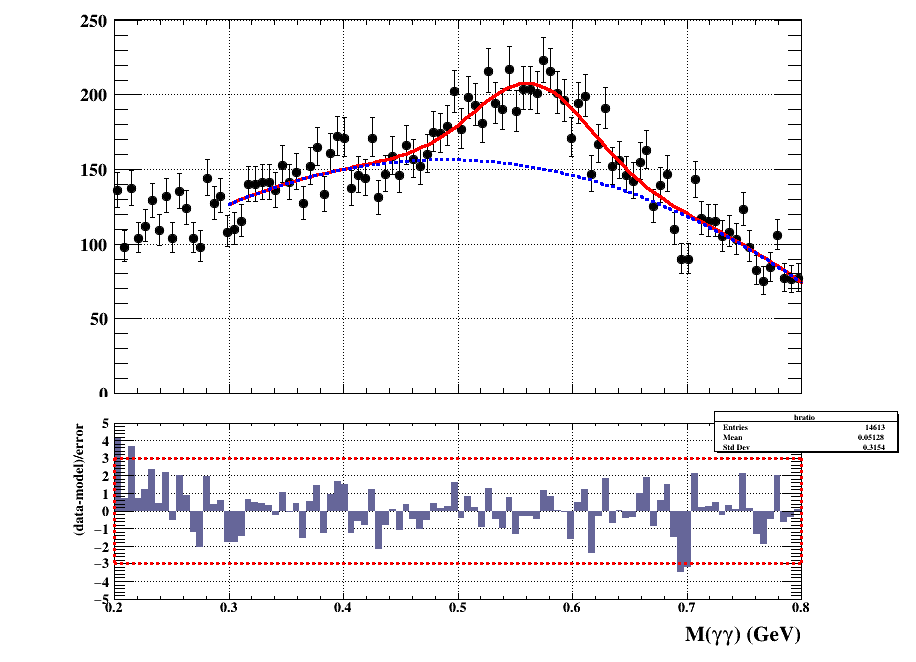 250
200
150
100
50
0
hratio
Entries 14613
Mean 0.05128
Std Dev 0.3154
(data-model)/error
5
4
3
2
1
0
−1
−2
−3
−4
−5
0.2 0.3 0.4 0.5 0.6 0.7 0.8
M(γγ) (GeV)